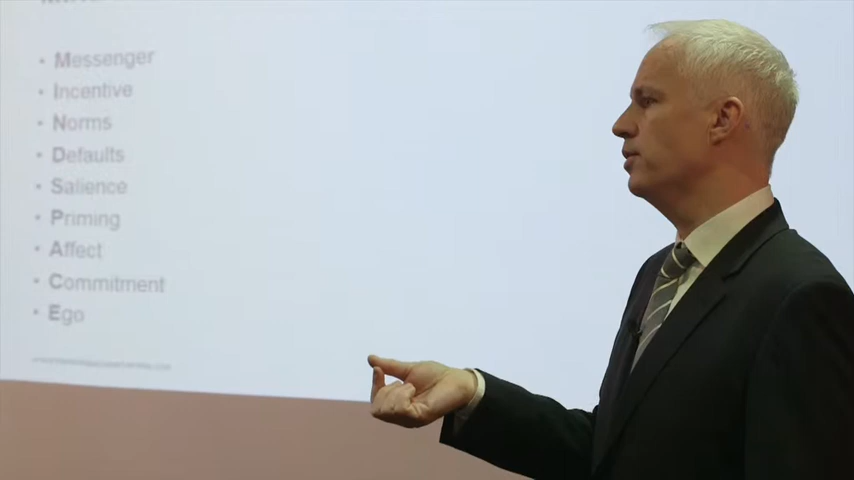 • Messenger
• Incentive
• Norms
• Defaults
• Salience
• Priming
• Affect
• Commitment
• Ego